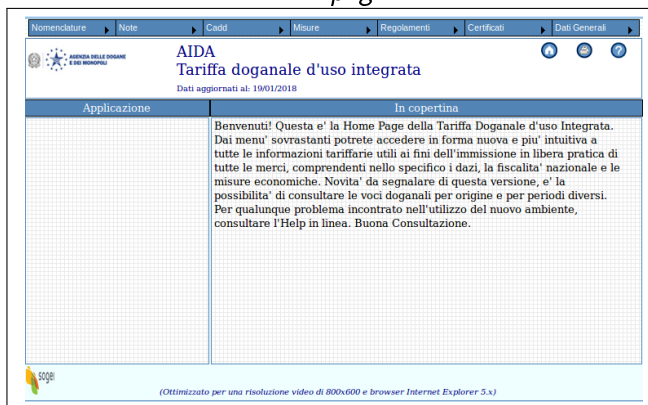 Nomenclature Note Cadd Misure Regolamenti Certificati Dati Generali
AGENZIA DELLE DOGANE
E DEI MONOPOLI
AIDA
Tariffa doganale d'uso integrata
Dati aggiornati al: 19/01/2018
Applicazione
In copertina
Benvenuti! Questa e' la Home Page della Tariffa Doganale d'uso Integrata.
Dai menu' sovrastanti potrete accedere in forma nuova e piu' intuitiva a
tutte le informazioni tariffarie utili ai fini dell'immissione in libera pratica di
tutte le merci, comprendenti nello specifico i dazi, la fiscalita' nazionale e le
misure economiche. Novita' da segnalare di questa versione, e' la
possibilita' di consultare le voci doganali per origine e per periodi diversi.
Per qualunque problema incontrato nell'utilizzo del nuovo ambiente,
consultare l'Help in linea. Buona Consultazione.
sogei
(Ottimizzato per una risoluzione video di 800x600 e browser Internet Explorer 5.x)